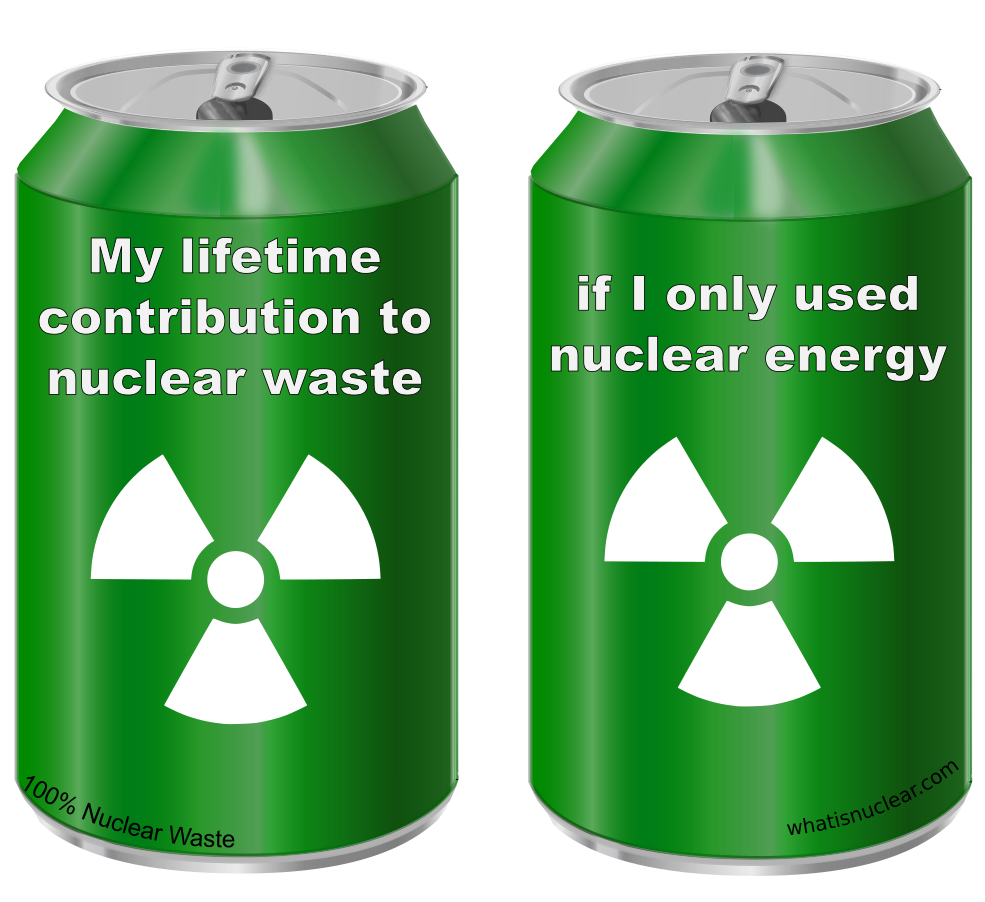 My lifetime
contribution to
nuclear waste
100% Nuclear Waste
if I only used
nuclear energy
whatisnuclear.com